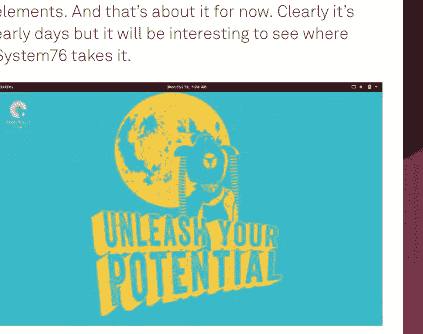 elements. And that's about it for now. Clearly it's
early days but it will be interesting to see where
System76 takes it.
UNLEASH YOUR
POTENTIAL